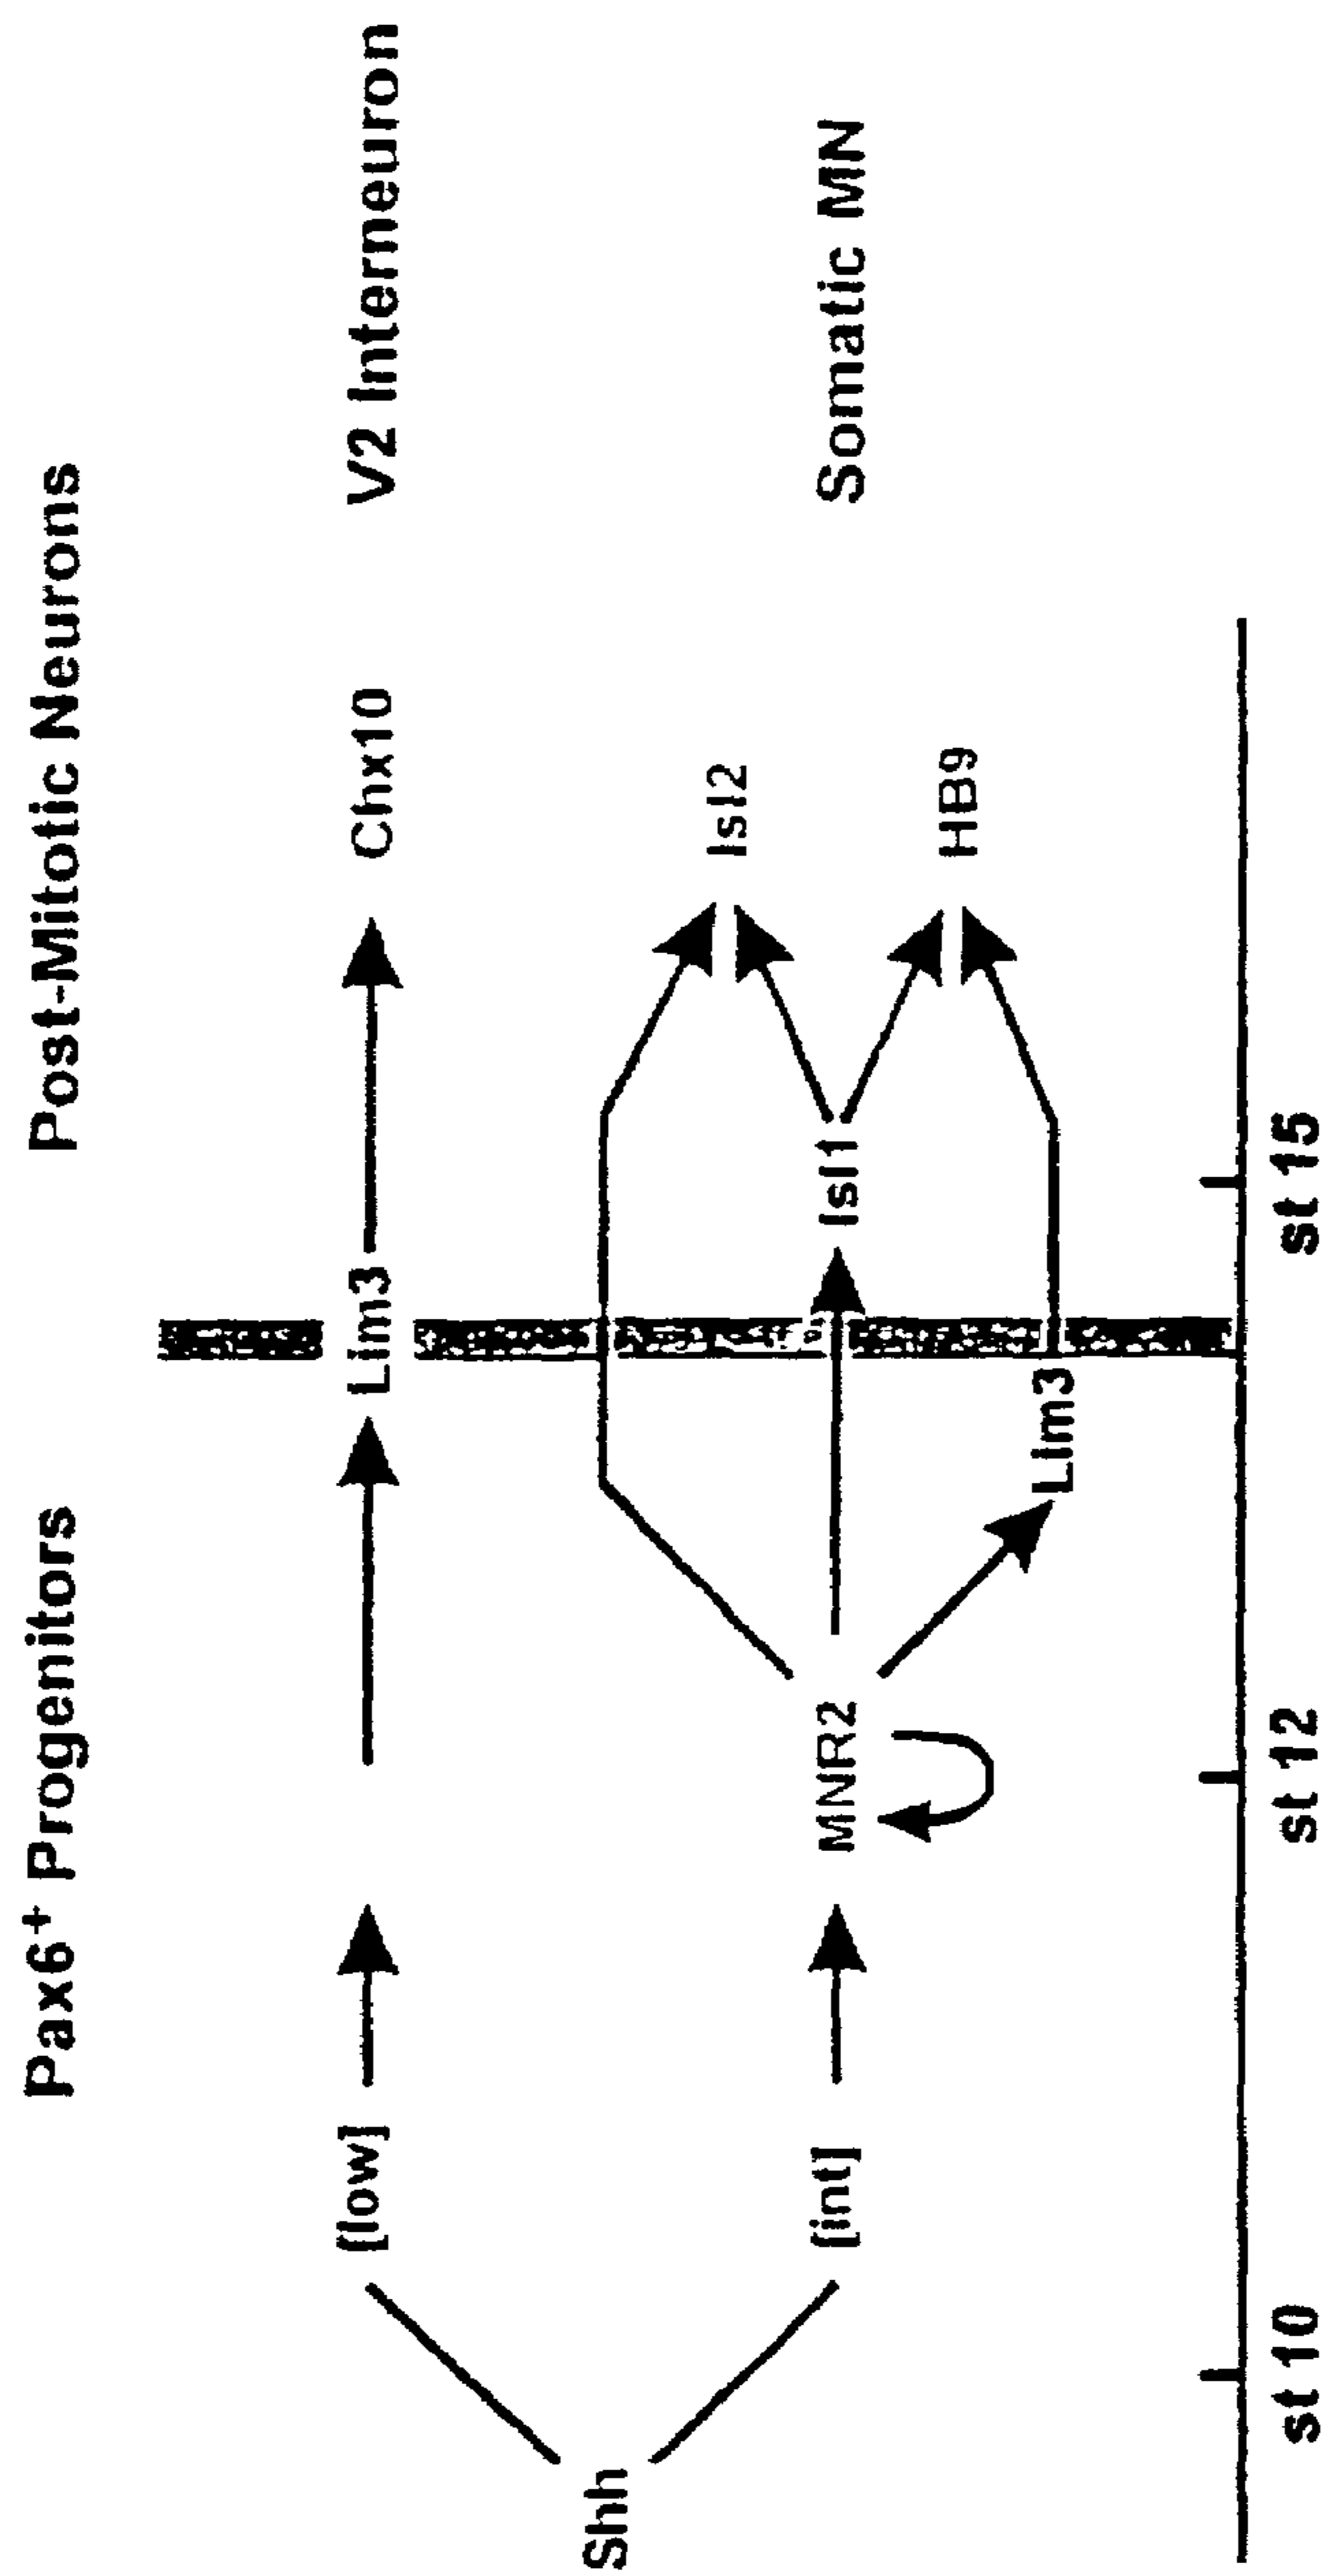 Pax6+ Progenitors
Post-Mitotic Neurons
[low]
Lim3
Chx10
V2 Interneuron
Shh
Isl2
[int]
MNR2
Isl1
Somatic MN
HB9
Lim3
st 10
st 12
st 15